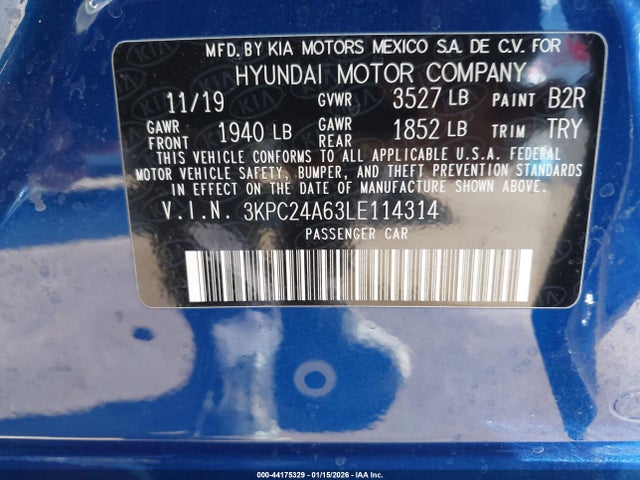 MFD. BY KIA MOTORS MEXICO S.A. DE C.V. FOR
HYUNDAI MOTOR COMPANY
11/19 GVWR 3527 LB PAINT B2R
GAWR FRONT 1940 LB GAWR REAR 1852 LB TRIM TRY
THIS VEHICLE CONFORMS TO ALL APPLICABLE U.S.A. FEDERAL
MOTOR VEHICLE SAFETY, BUMPER, AND THEFT PREVENTION STANDARDS
IN EFFECT ON THE DATE OF MANUFACTURE SHOWN ABOVE.
V.I.N. 3KPC24A63LE114314
PASSENGER CAR
000-44175329 - 01/15/2026 - IAA Inc.